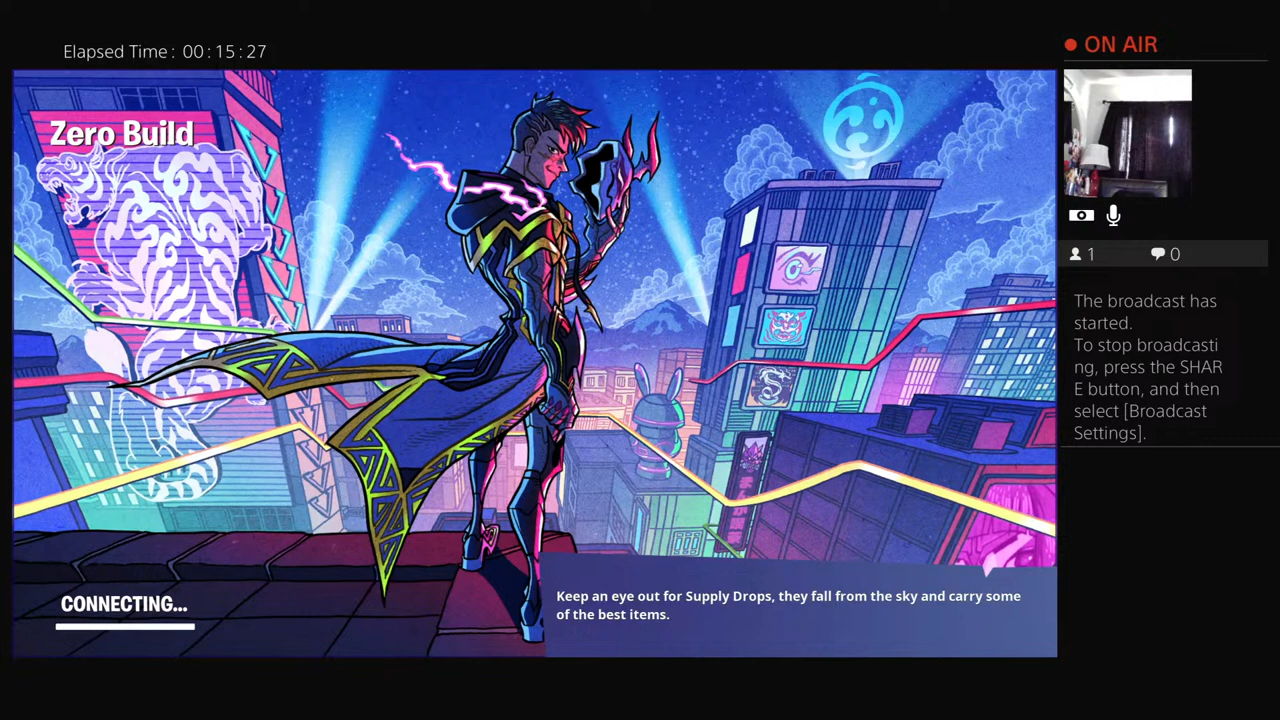 Elapsed Time: 00:15:27
ON AIR
Zero Build
1
0
The broadcast has
started.
To stop broadcasti
ng, press the SHAR
E button, and then
select [Broadcast
Settings].
CONNECTING...
Keep an eye out for Supply Drops, they fall from the sky and carry some
of the best items.